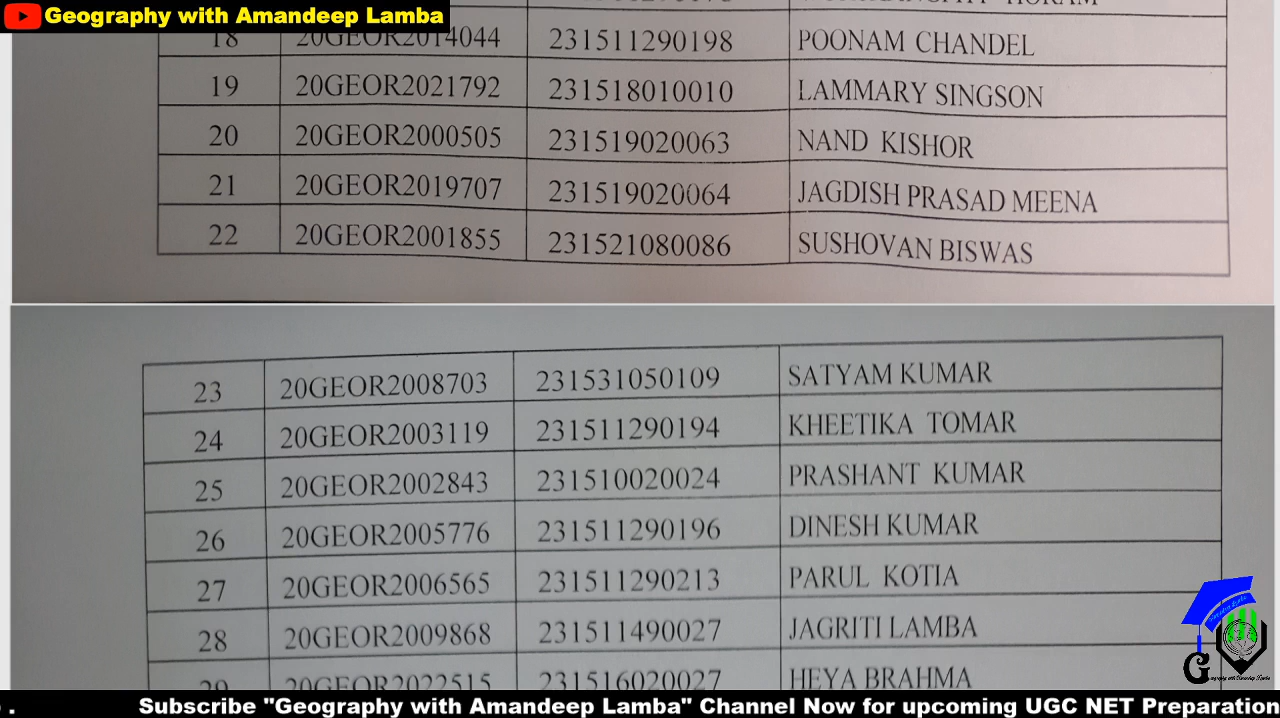 Geography with Amandeep Lamba
18 20GEOR2014044 231511290198 POONAM CHANDEL
19 20GEOR2021792 231518010010 LAMMARY SINGSON
20 20GEOR2000505 231519020063 NAND KISHOR
21 20GEOR2019707 231519020064 JAGDISH PRASAD MEENA
22 20GEOR2001855 231521080086 SUSHOVAN BISWAS
23 20GEOR2008703 231531050109 SATYAM KUMAR
24 20GEOR2003119 231511290194 KHEETIKA TOMAR
25 20GEOR2002843 231510020024 PRASHANT KUMAR
26 20GEOR2005776 231511290196 DINESH KUMAR
27 20GEOR2006565 231511290213 PARUL KOTIA
28 20GEOR2009868 231511490027 JAGRITI LAMBA
29 20GEOR2022515 231516020027 HEYA BRAHMA
Subscribe "Geography with Amandeep Lamba" Channel Now for upcoming UGC NET Preparation